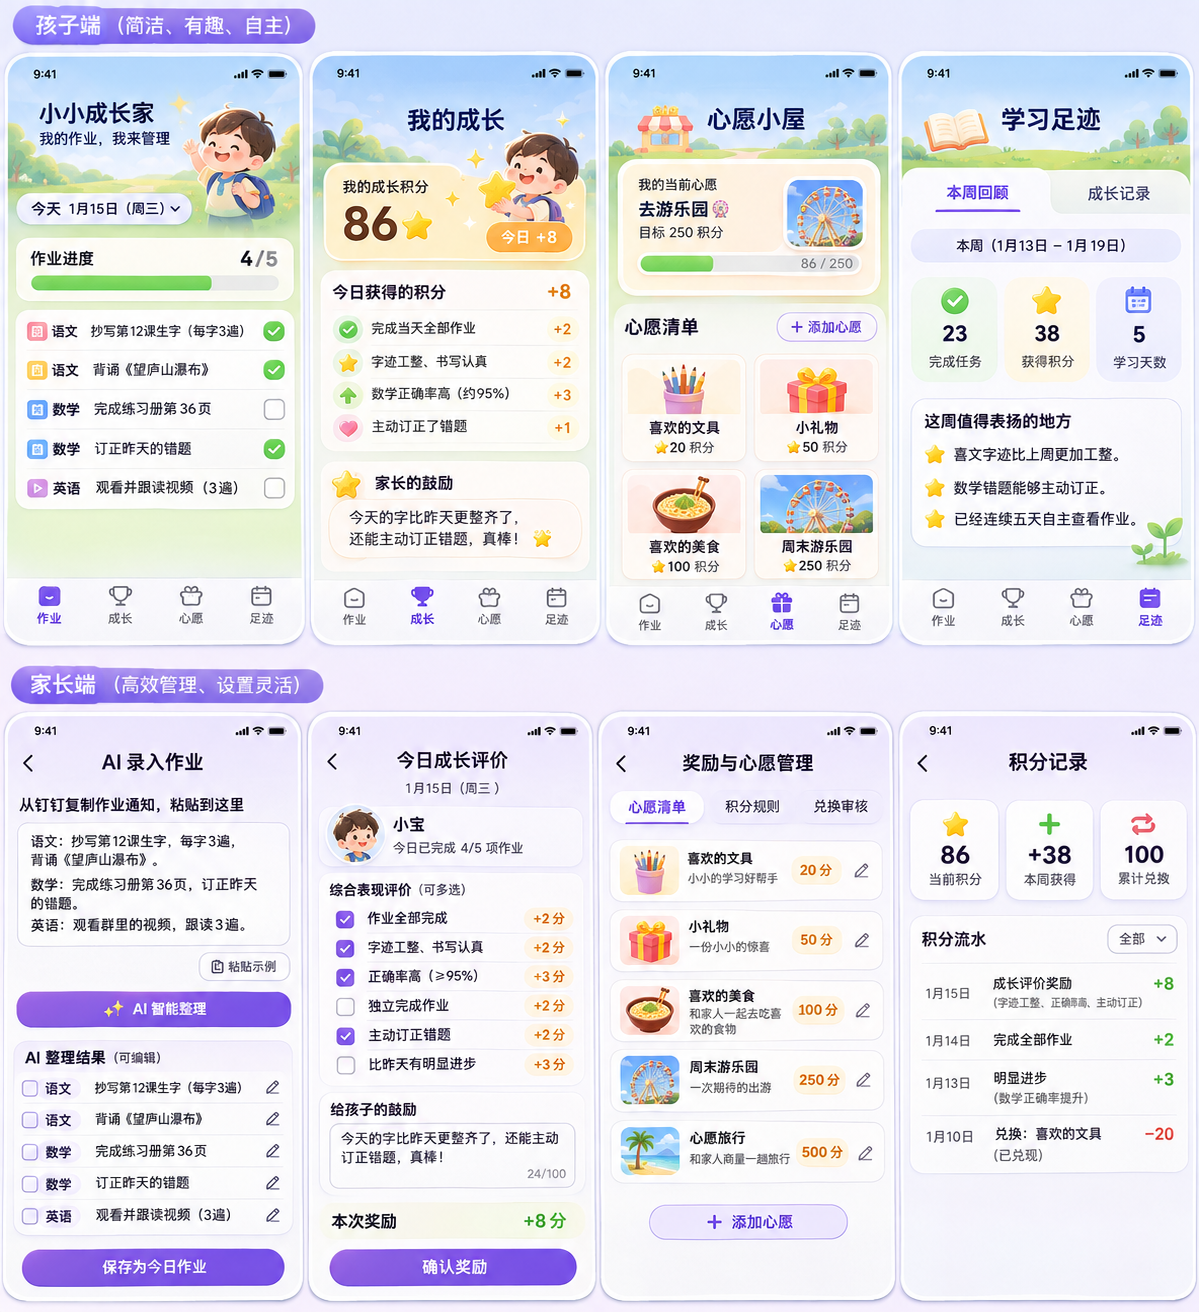 孩子端（简洁、有趣、自主）
9:41
小小成长家
我的作业，我来管理
今天 1月15日（周三）
作业进度 4/5
语文 抄写第12课生字（每字3遍）
语文 背诵《望庐山瀑布》
数学 完成练习册第36页
数学 订正昨天的错题
英语 观看并跟读视频（3遍）
作业 成长 心愿 足迹
9:41
我的成长
我的成长积分
86
今日 +8
今日获得的积分 +8
完成当天全部作业 +2
字迹工整、书写认真 +2
数学正确率高（约95%） +3
主动订正了错题 +1
家长的鼓励
今天的字比昨天更整齐了，
还能主动订正错题，真棒！
作业 成长 心愿 足迹
9:41
心愿小屋
我的当前心愿
去游乐园
目标 250 积分
86 / 250
心愿清单 + 添加心愿
喜欢的文具
20 积分
小礼物
50 积分
喜欢的美食
100 积分
周末游乐园
250 积分
作业 成长 心愿 足迹
9:41
学习足迹
本周回顾 成长记录
本周（1月13日 – 1月19日）
23
完成任务
38
获得积分
5
学习天数
这周值得表扬的地方
喜文字迹比上周更加工整。
数学错题能够主动订正。
已经连续五天自主查看作业。
作业 成长 心愿 足迹
家长端（高效管理、设置灵活）
9:41
AI 录入作业
从钉钉复制作业通知，粘贴到这里
语文：抄写第12课生字，每字3遍，
背诵《望庐山瀑布》。
数学：完成练习册第36页，订正昨天
的错题。
英语：观看群里的视频，跟读3遍。
粘贴示例
AI 智能整理
AI 整理结果（可编辑）
语文 抄写第12课生字（每字3遍）
语文 背诵《望庐山瀑布》
数学 完成练习册第36页
数学 订正昨天的错题
英语 观看并跟读视频（3遍）
保存为今日作业
9:41
今日成长评价
1月15日（周三）
小宝
今日已完成 4/5 项作业
综合表现评价（可多选）
作业全部完成 +2 分
字迹工整、书写认真 +2 分
正确率高（≥95%） +3 分
独立完成作业 +2 分
主动订正错题 +2 分
比昨天有明显进步 +3 分
给孩子的鼓励
今天的字比昨天更整齐了，还能主动
订正错题，真棒！
24/100
本次奖励 +8 分
确认奖励
9:41
奖励与心愿管理
心愿清单 积分规则 兑换审核
喜欢的文具
小小的学习好帮手
20 分
小礼物
一份小小的惊喜
50 分
喜欢的美食
和家人一起去吃喜
欢的食物
100 分
周末游乐园
一次期待的出游
250 分
心愿旅行
和家人商量一趟旅行
500 分
+ 添加心愿
9:41
积分记录
86
当前积分
+38
本周获得
100
累计兑换
积分流水 全部
1月15日 成长评价奖励 +8
(字迹工整、正确率高、主动订正)
1月14日 完成全部作业 +2
1月13日 明显进步 +3
(数学正确率提升)
1月10日 兑换：喜欢的文具 −20
(已兑现)